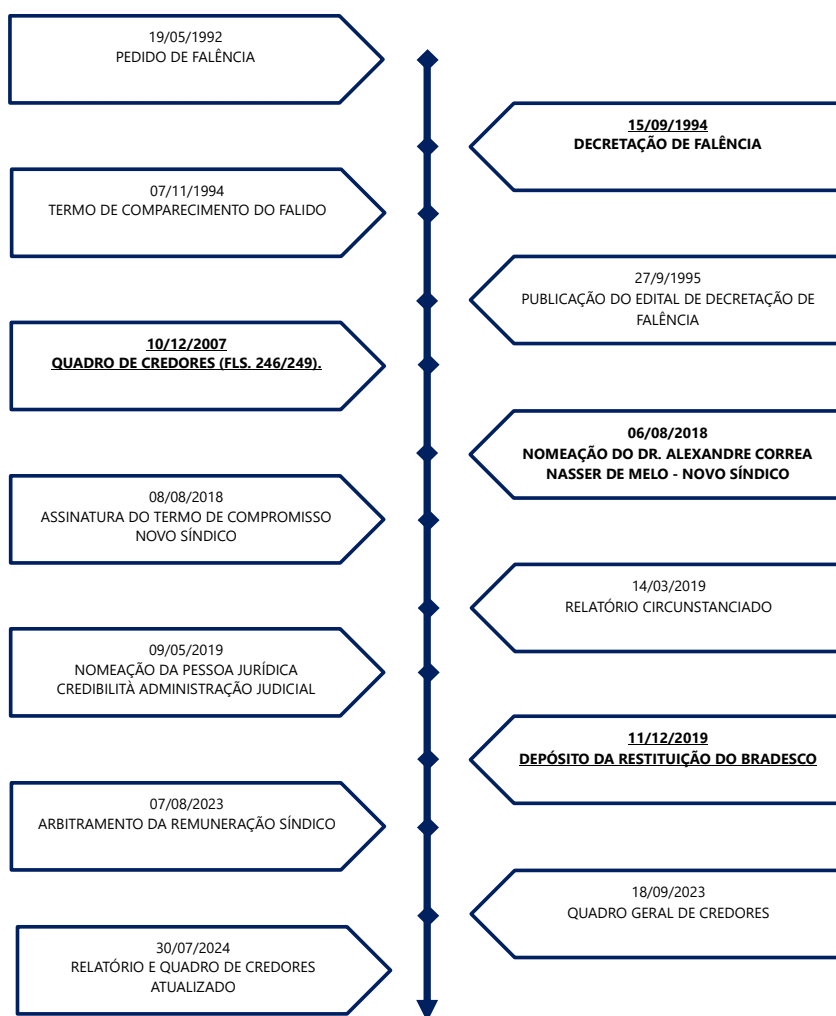 19/05/1992
PEDIDO DE FALÊNCIA
15/09/1994
DECRETAÇÃO DE FALÊNCIA
07/11/1994
TERMO DE COMPARECIMENTO DO FALIDO
27/9/1995
PUBLICAÇÃO DO EDITAL DE DECRETAÇÃO DE
FALÊNCIA
10/12/2007
QUADRO DE CREDORES (FLS. 246/249).
06/08/2018
NOMEAÇÃO DO DR. ALEXANDRE CORREA
NASSER DE MELO - NOVO SÍNDICO
08/08/2018
ASSINATURA DO TERMO DE COMPROMISSO
NOVO SÍNDICO
14/03/2019
RELATÓRIO CIRCUNSTANCIADO
09/05/2019
NOMEAÇÃO DA PESSOA JURÍDICA
CREDIBILITÀ ADMINISTRAÇÃO JUDICIAL
11/12/2019
DEPÓSITO DA RESTITUIÇÃO DO BRADESCO
07/08/2023
ARBITRAMENTO DA REMUNERAÇÃO SÍNDICO
18/09/2023
QUADRO GERAL DE CREDORES
30/07/2024
RELATÓRIO E QUADRO DE CREDORES
ATUALIZADO